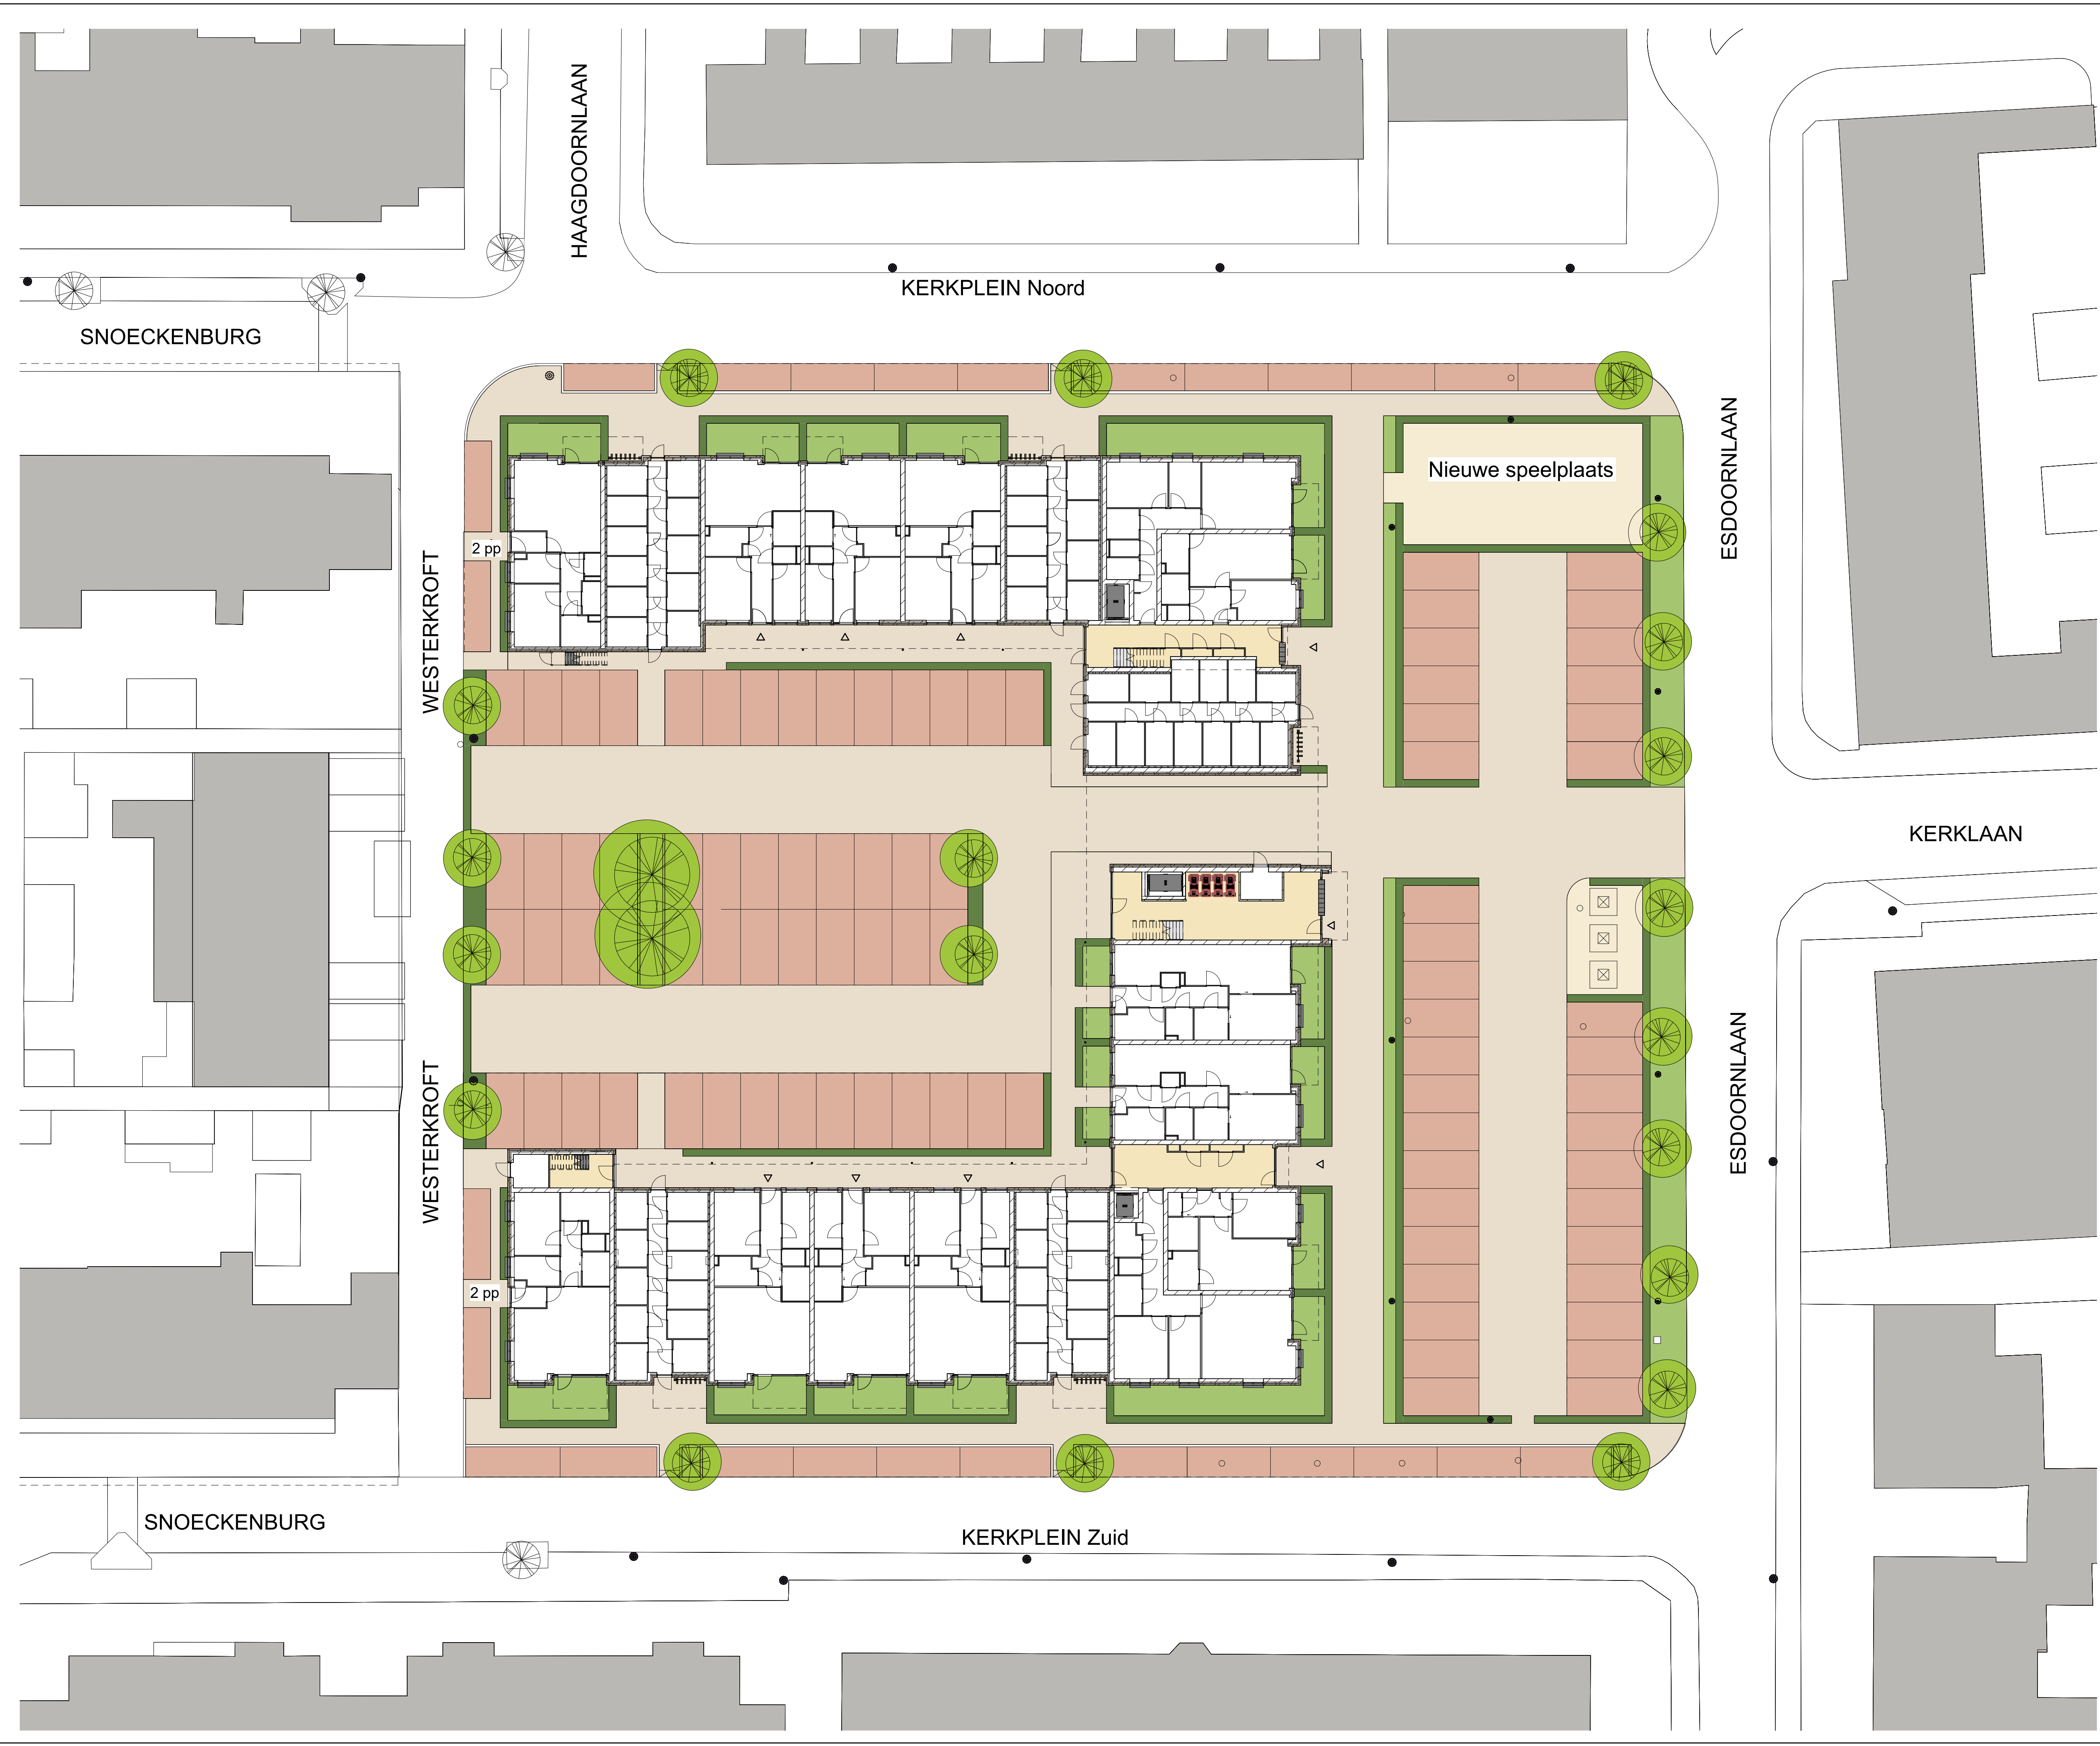 HAAGDOORNLAAN
KERKPLEIN Noord
SNOECKENBURG
ESDOORNLAAN
Nieuwe speelplaats
2 pp
WESTERKROFT
KERKLAAN
ESDOORNLAAN
WESTERKROFT
2 pp
SNOECKENBURG
KERKPLEIN Zuid